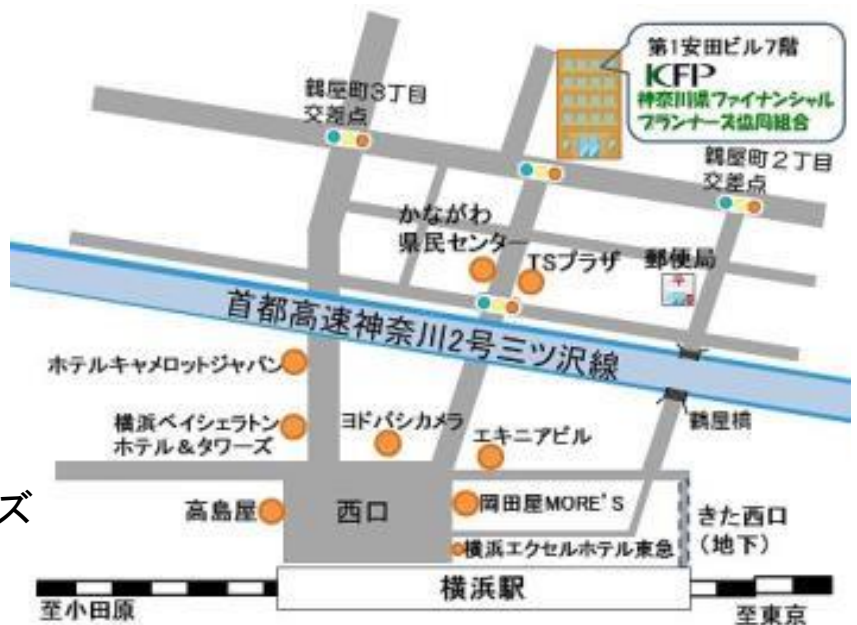 第1安田ビル7階
KFP
神奈川県ファイナンシャル
プランナーズ協同組合
鶴屋町3丁目
交差点
鶴屋町2丁目
交差点
かながわ
県民センター
TSプラザ
郵便局
首都高速神奈川2号三ツ沢線
ホテルキャメロットジャパン
横浜ベイシェラトン
ホテル&タワーズ
ヨドバシカメラ
エキニアビル
鶴屋橋
ズ
高島屋
西口
岡田屋MORE'S
横浜エクセルホテル東急
きた西口
(地下)
横浜駅
至小田原
至東京